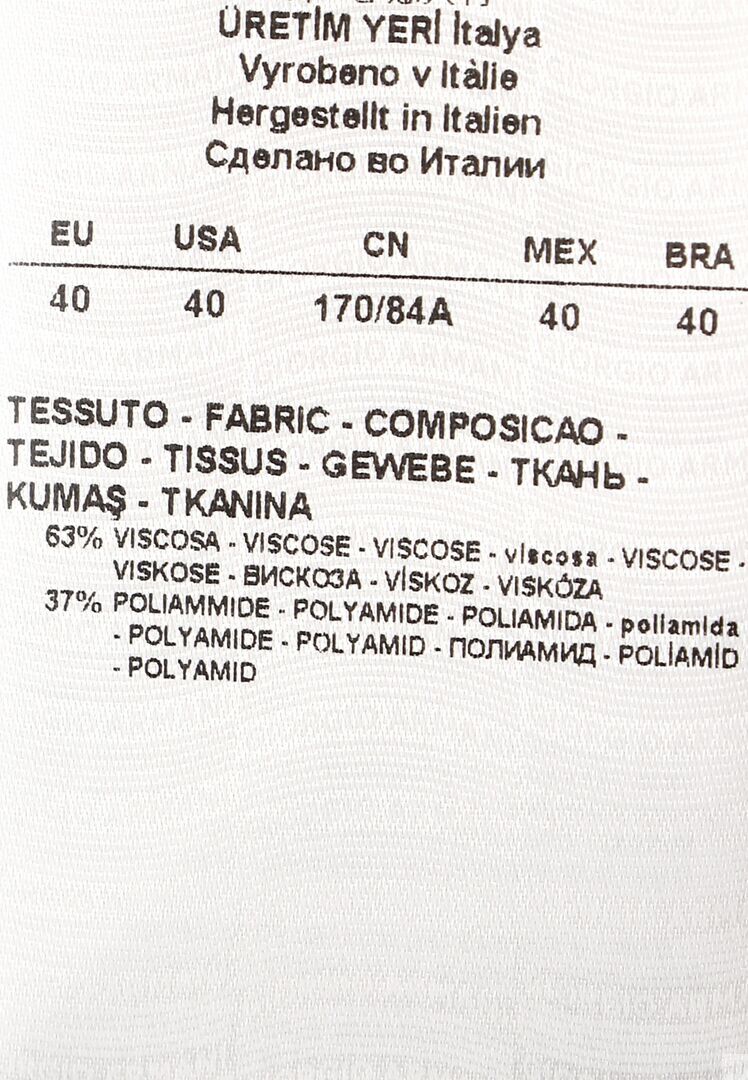 ÜRETİM YERİ İtalya
Vyrobeno v Itàlie
Hergestellt in Italien
Сделано во Италии
EU USA CN MEX BRA
40 40 170/84A 40 40
TESSUTO - FABRIC - COMPOSICAO -
TEJIDO - TISSUS - GEWEBE - ТКАНЬ -
KUMAŞ - TKANINA
63% VISCOSA - VISCOSE - VISCOSE - viscosa - VISCOSE -
VISKOSE - ВИСКОЗА - VİSKOZ - VISKÓZA
37% POLIAMMIDE - POLYAMIDE - POLIAMIDA - poliamida
- POLYAMIDE - POLYAMID - ПОЛИАМИД - POLİAMİD
- POLYAMID